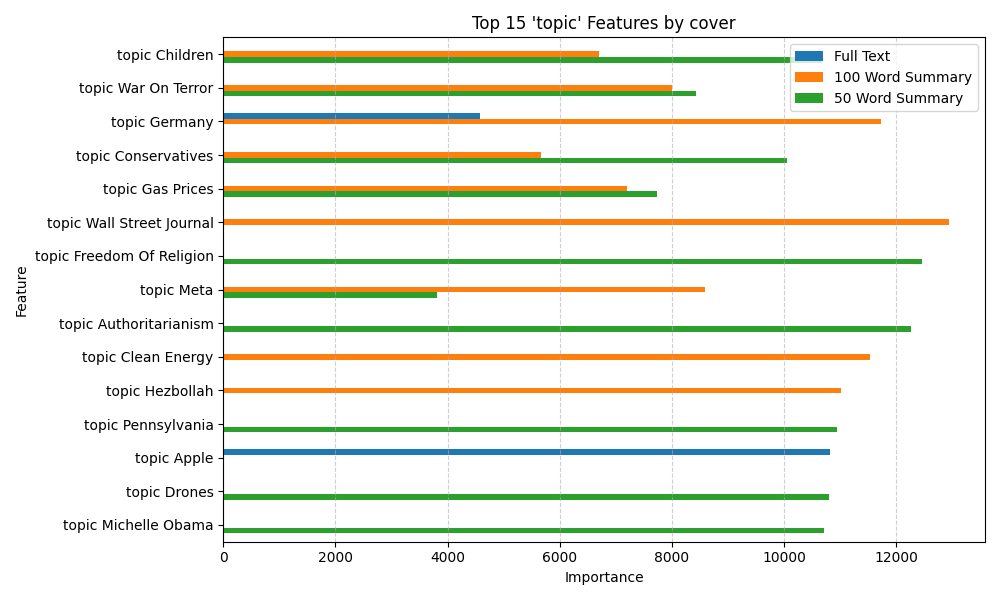 Top 15 'topic' Features by cover
Full Text
100 Word Summary
50 Word Summary
Feature
topic Children
topic War On Terror
topic Germany
topic Conservatives
topic Gas Prices
topic Wall Street Journal
topic Freedom Of Religion
topic Meta
topic Authoritarianism
topic Clean Energy
topic Hezbollah
topic Pennsylvania
topic Apple
topic Drones
topic Michelle Obama
0 2000 4000 6000 8000 10000 12000
Importance